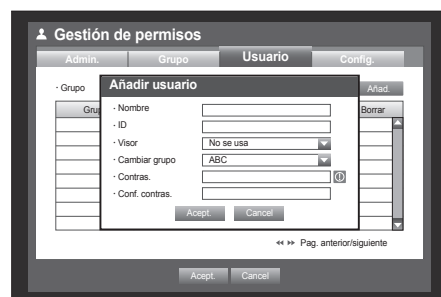 Gestión de permisos
Admin. Grupo Usuario Config.
· Grupo Añad.
Borrar
Añadir usuario
· Nombre
· ID
· Visor No se usa
· Cambiar grupo ABC
· Contras.
· Conf. contras.
Acept. Cancel
Pag. anterior/siguiente
Acept. Cancel